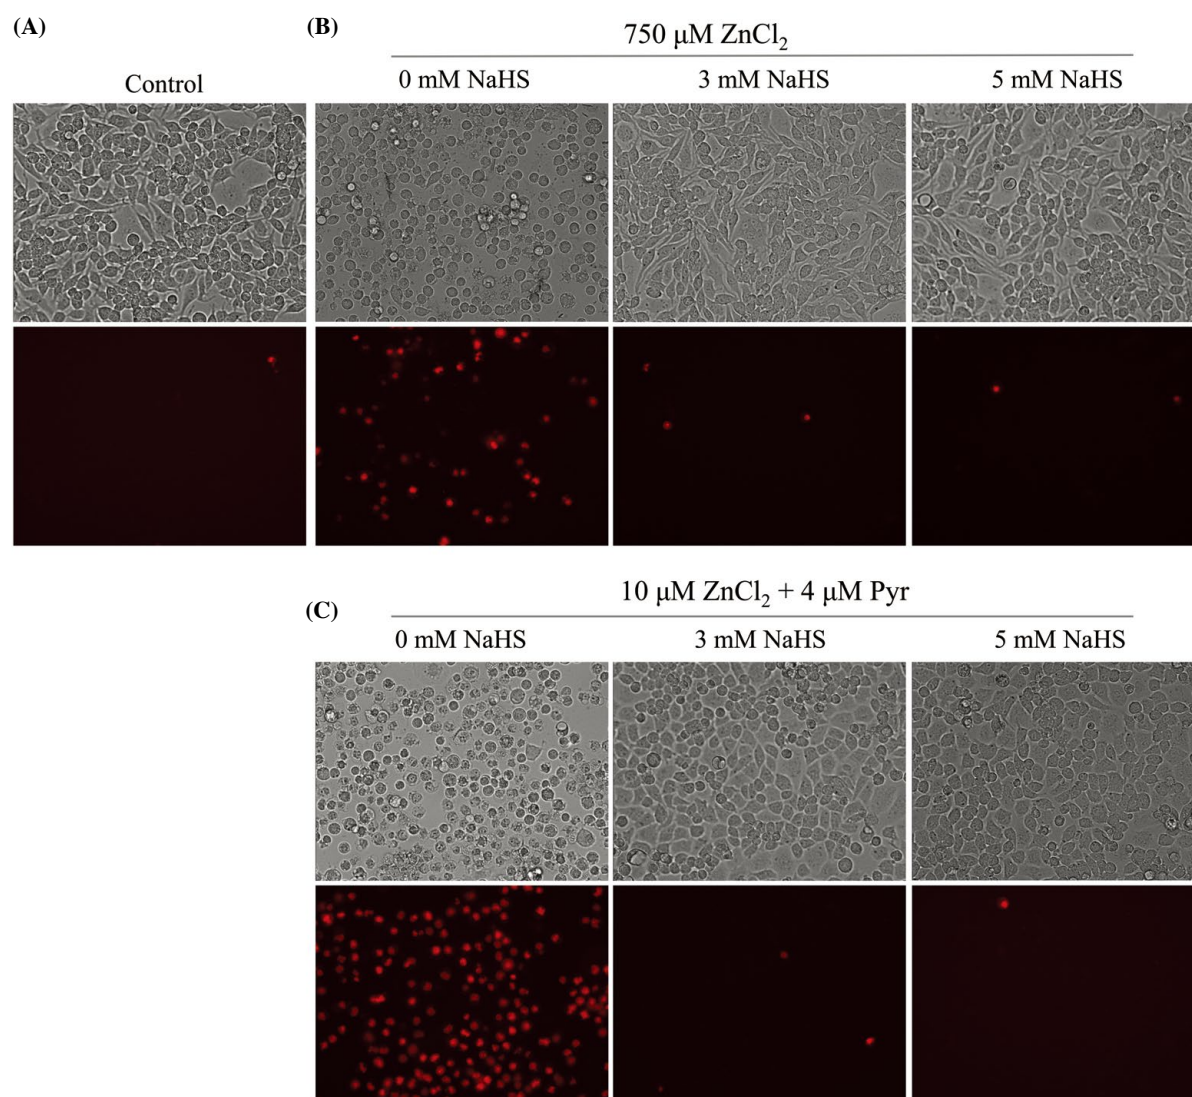 (A)
(B)
750 μM ZnCl₂
Control
0 mM NaHS
3 mM NaHS
5 mM NaHS
(C)
10 μM ZnCl₂ + 4 μM Pyr
0 mM NaHS
3 mM NaHS
5 mM NaHS